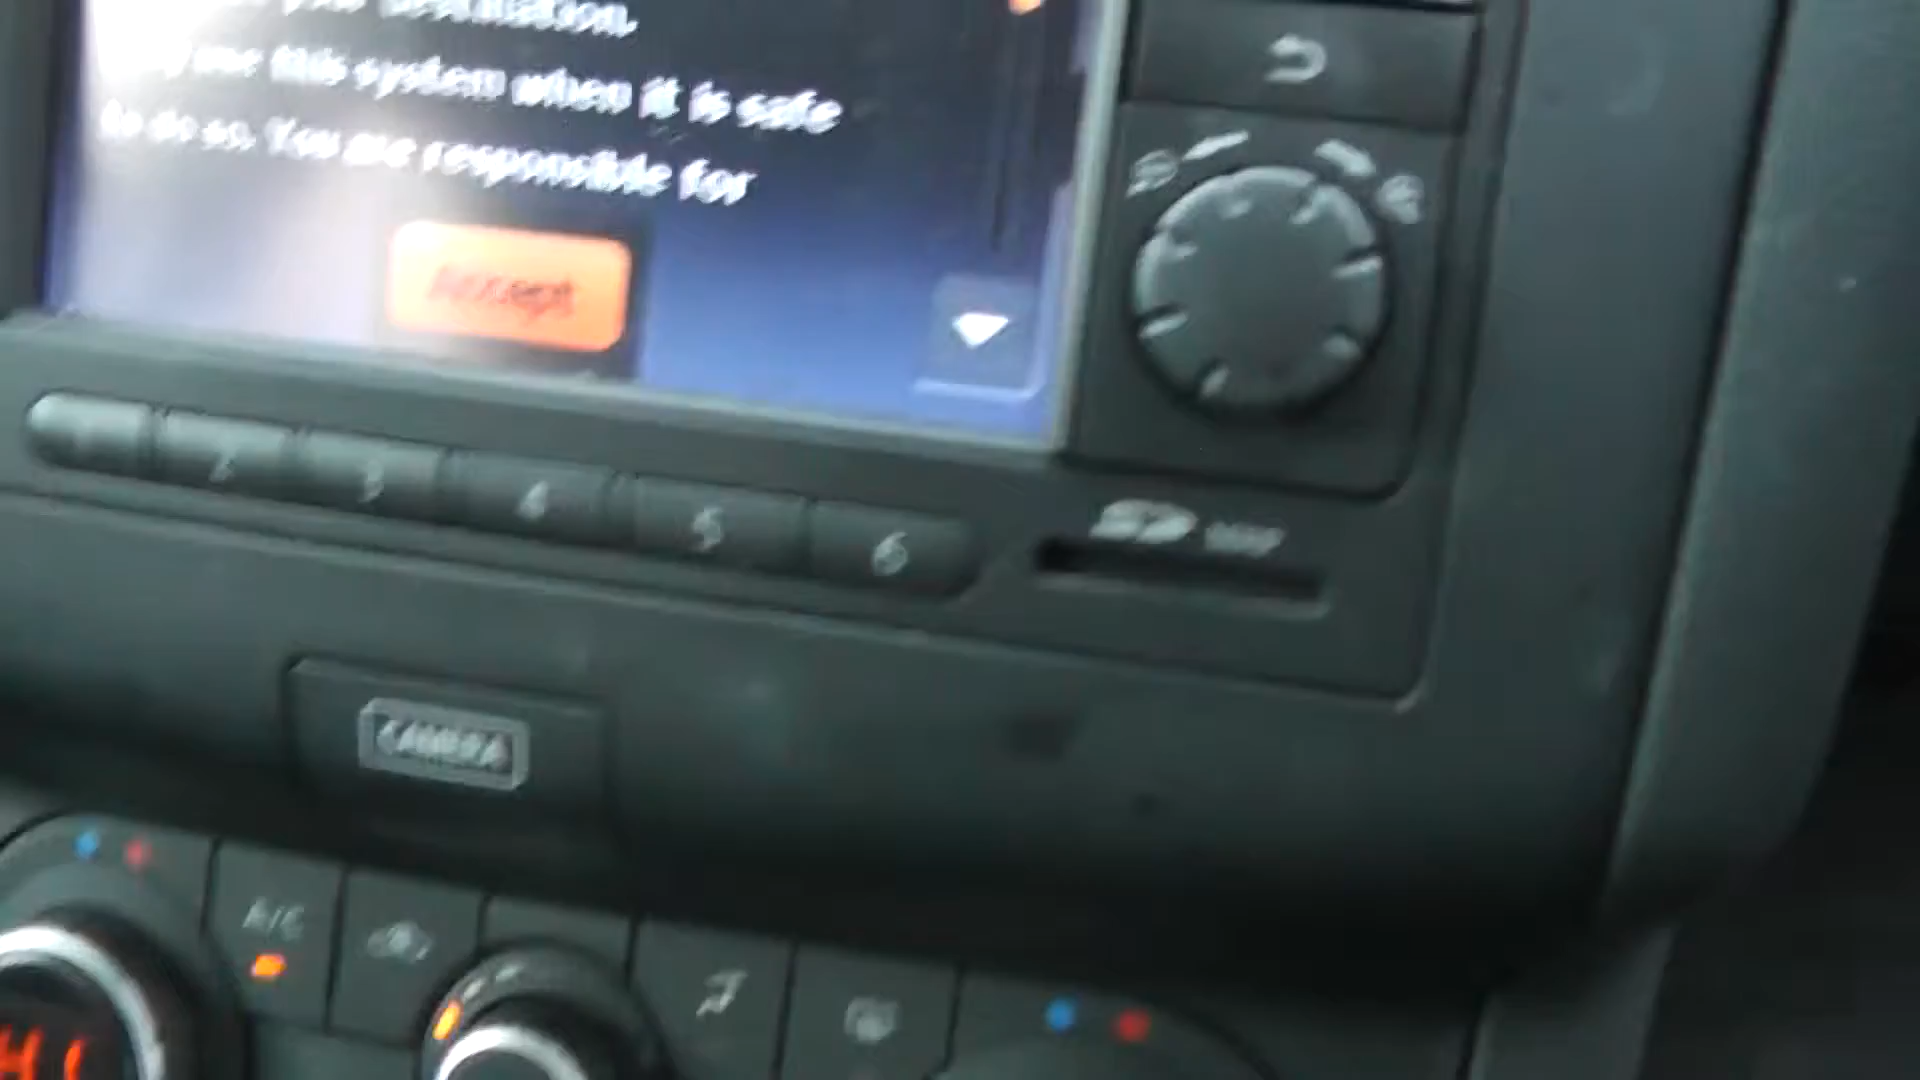 use this system when it is safe
to do so. You are responsible for
Accept
2
3
4
5
6
SD
CAMERA
A/C
HI